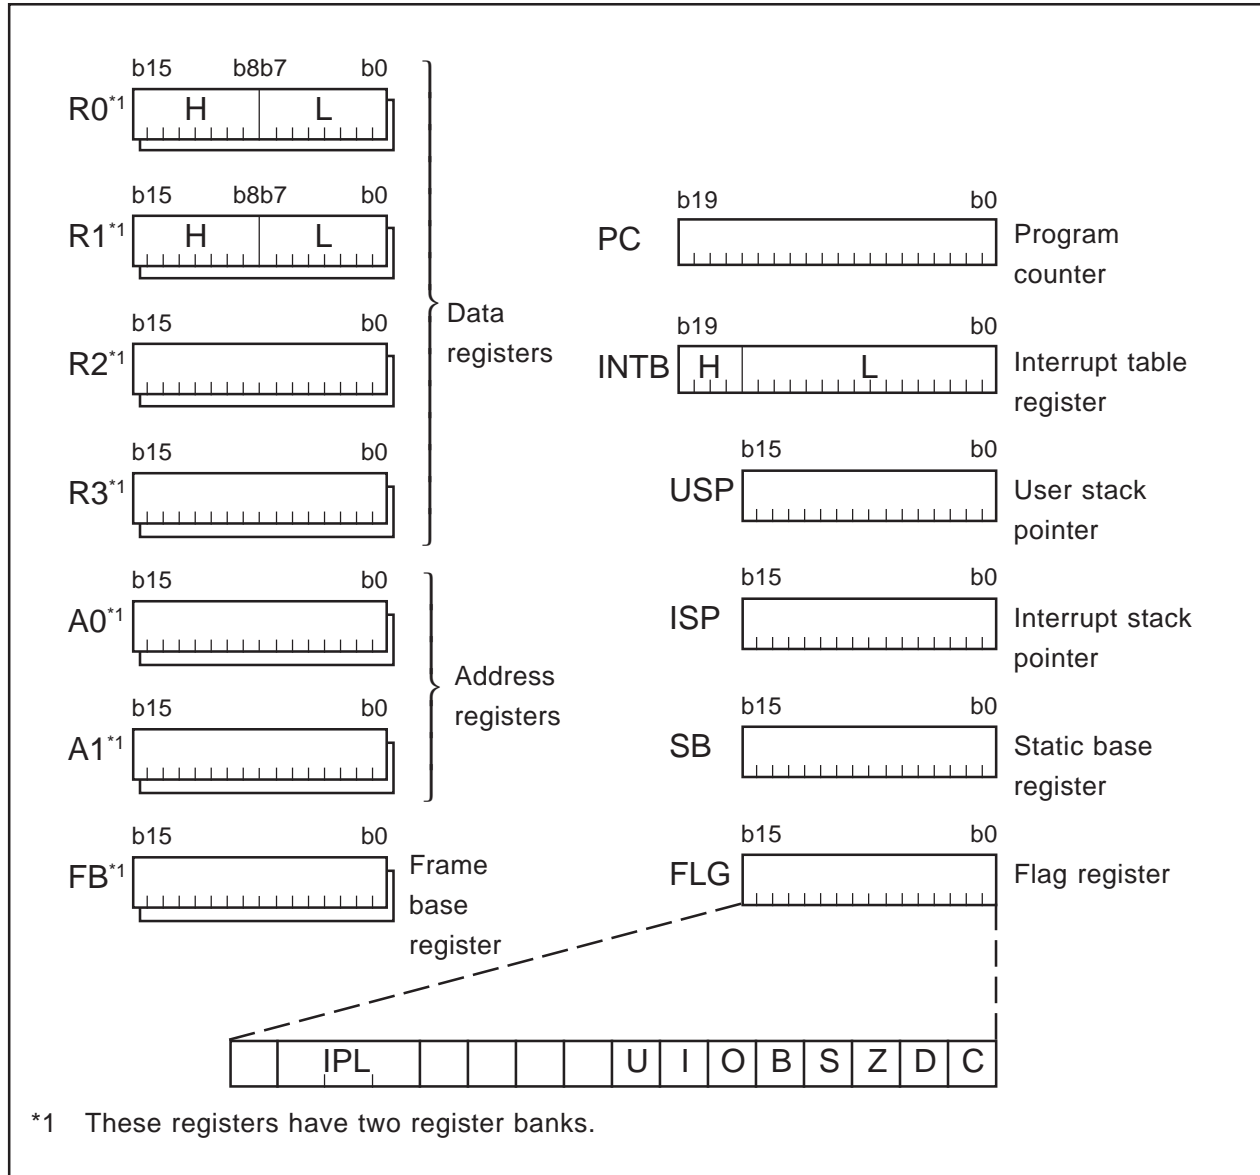 b15 b8b7 b0
R0*1 H L
b15 b8b7 b0
R1*1 H L
b15 b0
R2*1
b15 b0
R3*1
Data
registers
b15 b0
A0*1
b15 b0
A1*1
Address
registers
b15 b0
FB*1
Frame
base
register
b19 b0
PC
Program
counter
b19 b0
INTB H L
Interrupt table
register
b15 b0
USP
User stack
pointer
b15 b0
ISP
Interrupt stack
pointer
b15 b0
SB
Static base
register
b15 b0
FLG
Flag register
IPL U I O B S Z D C
*1 These registers have two register banks.